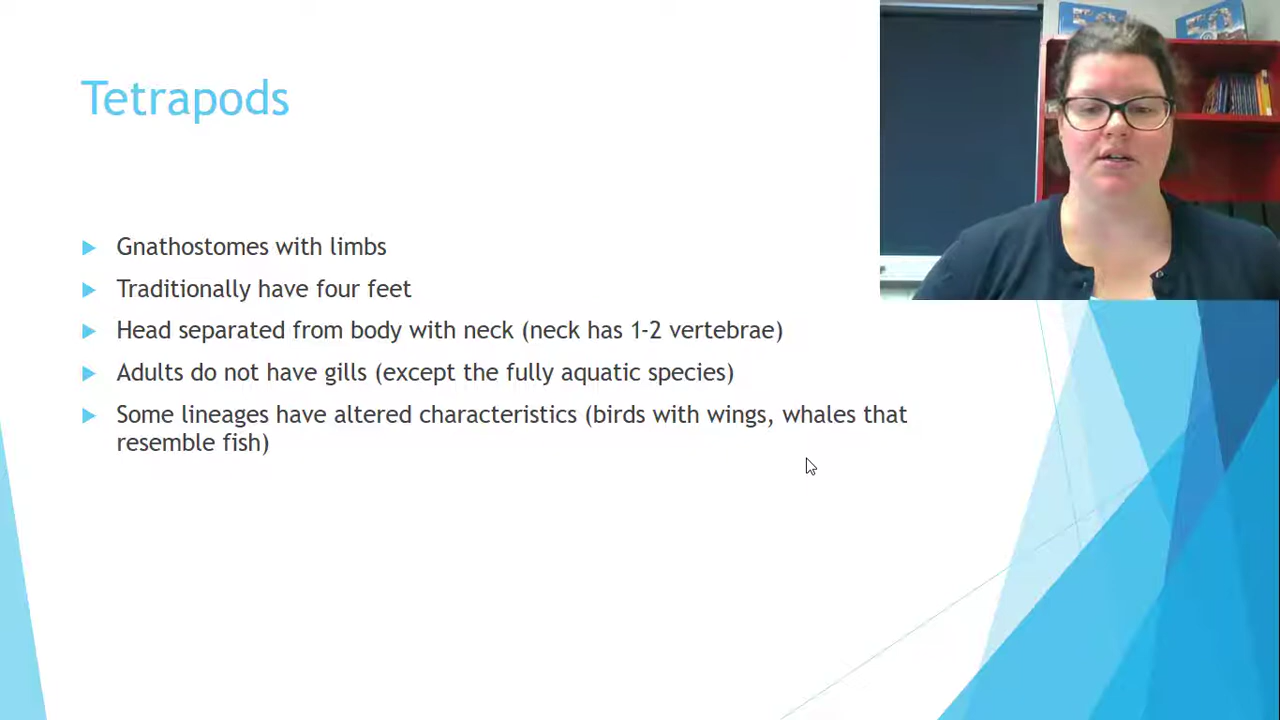 Tetrapods
Gnathostomes with limbs
Traditionally have four feet
Head separated from body with neck (neck has 1-2 vertebrae)
Adults do not have gills (except the fully aquatic species)
Some lineages have altered characteristics (birds with wings, whales that
resemble fish)